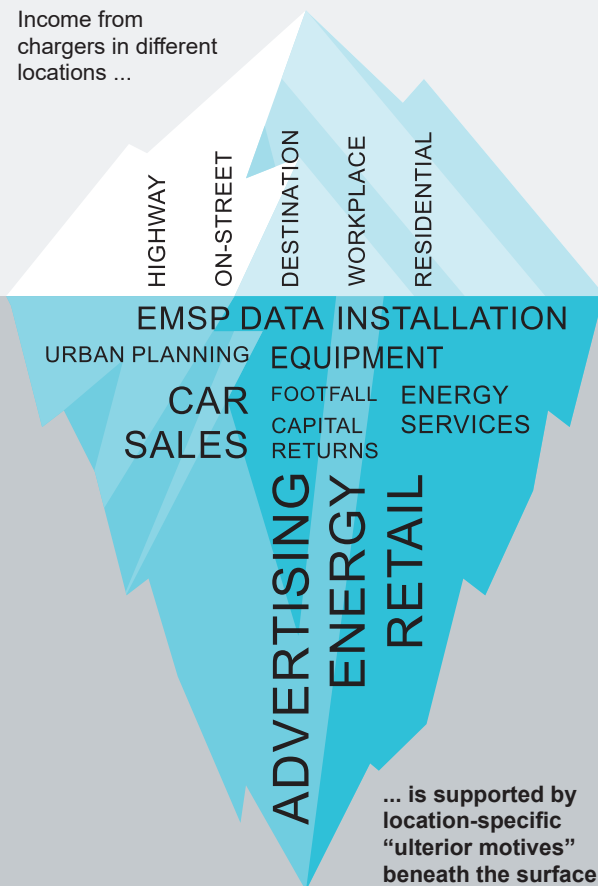 Income from
chargers in different
locations ...
HIGHWAY
ON-STREET
DESTINATION
WORKPLACE
RESIDENTIAL
EMSP DATA INSTALLATION
URBAN PLANNING EQUIPMENT
CAR
SALES
FOOTFALL
CAPITAL
RETURNS
ENERGY
SERVICES
ADVERTISING
ENERGY
RETAIL
... is supported by
location-specific
“ulterior motives”
beneath the surface